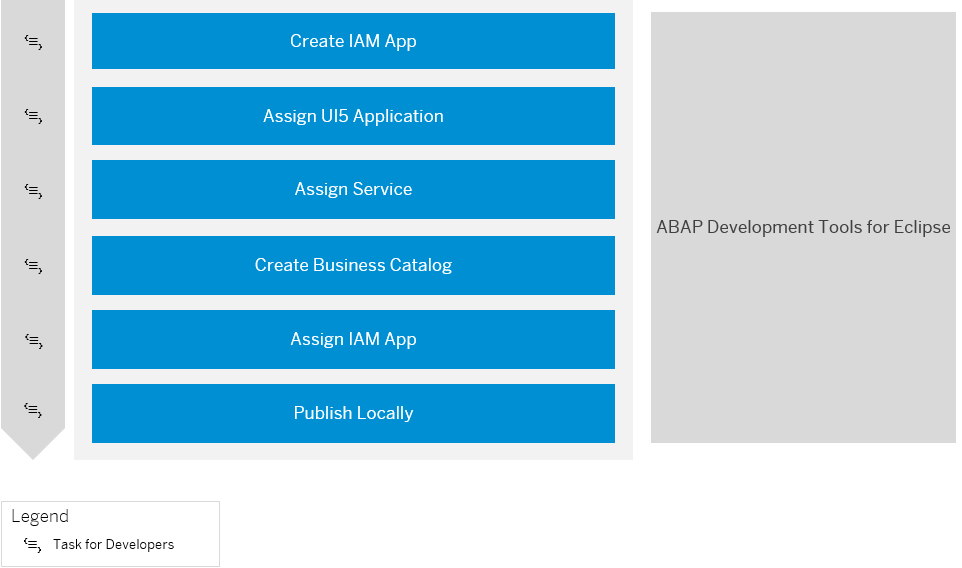 Create IAM App
Assign UI5 Application
Assign Service
Create Business Catalog
Assign IAM App
Publish Locally
ABAP Development Tools for Eclipse
Legend
Task for Developers